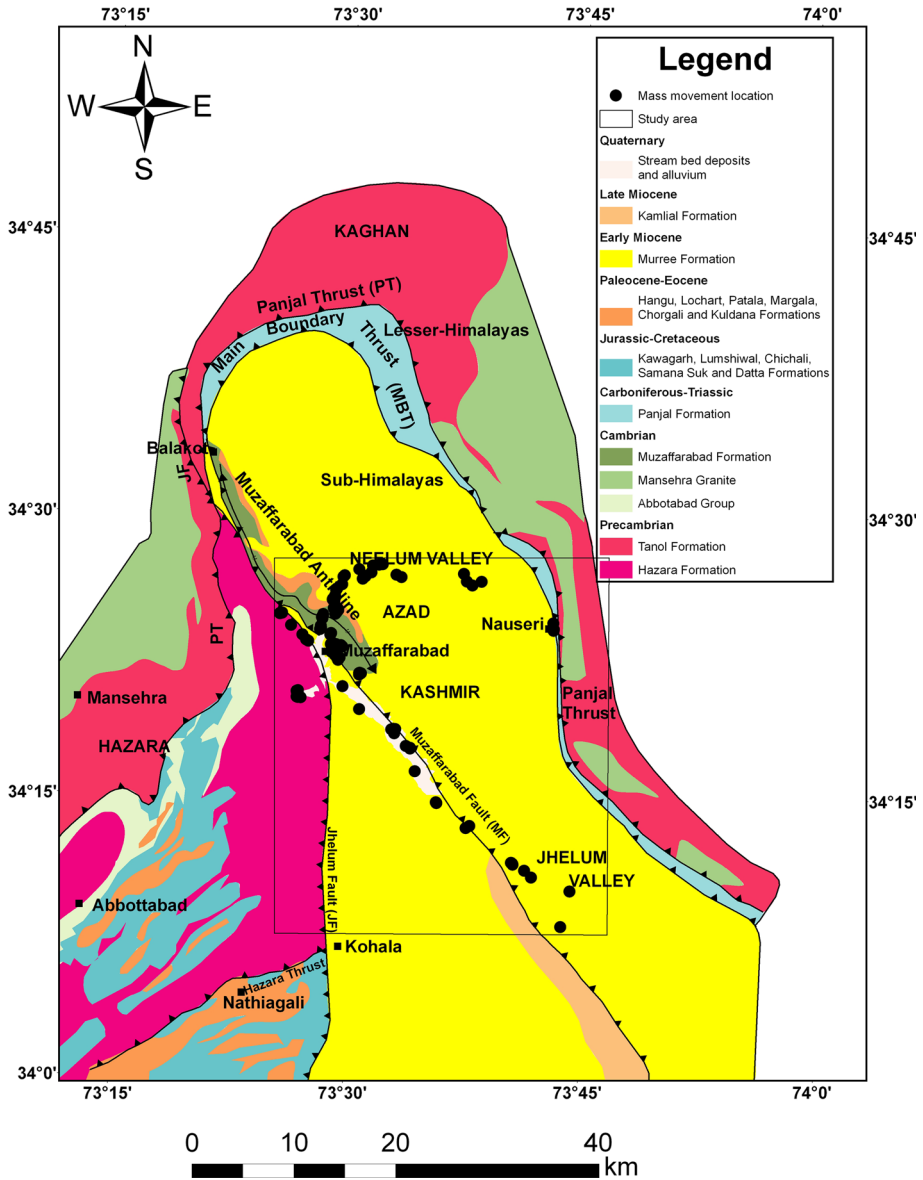 73°15'
73°30'
73°45'
74°0'
N
W
E
S
Legend
Mass movement location
Study area
Quaternary
Stream bed deposits
and alluvium
Late Miocene
Kamlial Formation
Early Miocene
Murree Formation
Paleocene-Eocene
Hangu, Lochart, Patala, Margala,
Chorgali and Kuldana Formations
Jurassic-Cretaceous
Kawagarh, Lumshiwal, Chichali,
Samana Suk and Datta Formations
Carboniferous-Triassic
Panjal Formation
Cambrian
Muzaffarabad Formation
Mansehra Granite
Abbotabad Group
Precambrian
Tanol Formation
Hazara Formation
34°45'
34°45'
KAGHAN
Panjal Thrust (PT)
Main
Boundary
Thrust
(MBT)
Lesser-Himalayas
Balakot
JF
Sub-Himalayas
34°30'
34°30'
Muzaffarabad Anticline
NEELUM VALLEY
AZAD
Nauseri
PT
Muzaffarabad
KASHMIR
Mansehra
Panjal
Thrust
HAZARA
Muzaffarabad Fault (MF)
34°15'
34°15'
Jhelum Fault (JF)
JHELUM
VALLEY
Abbottabad
Kohala
Hazara Thrust
Nathiagali
34°0'
73°15'
73°30'
73°45'
74°0'
0
10
20
40
km